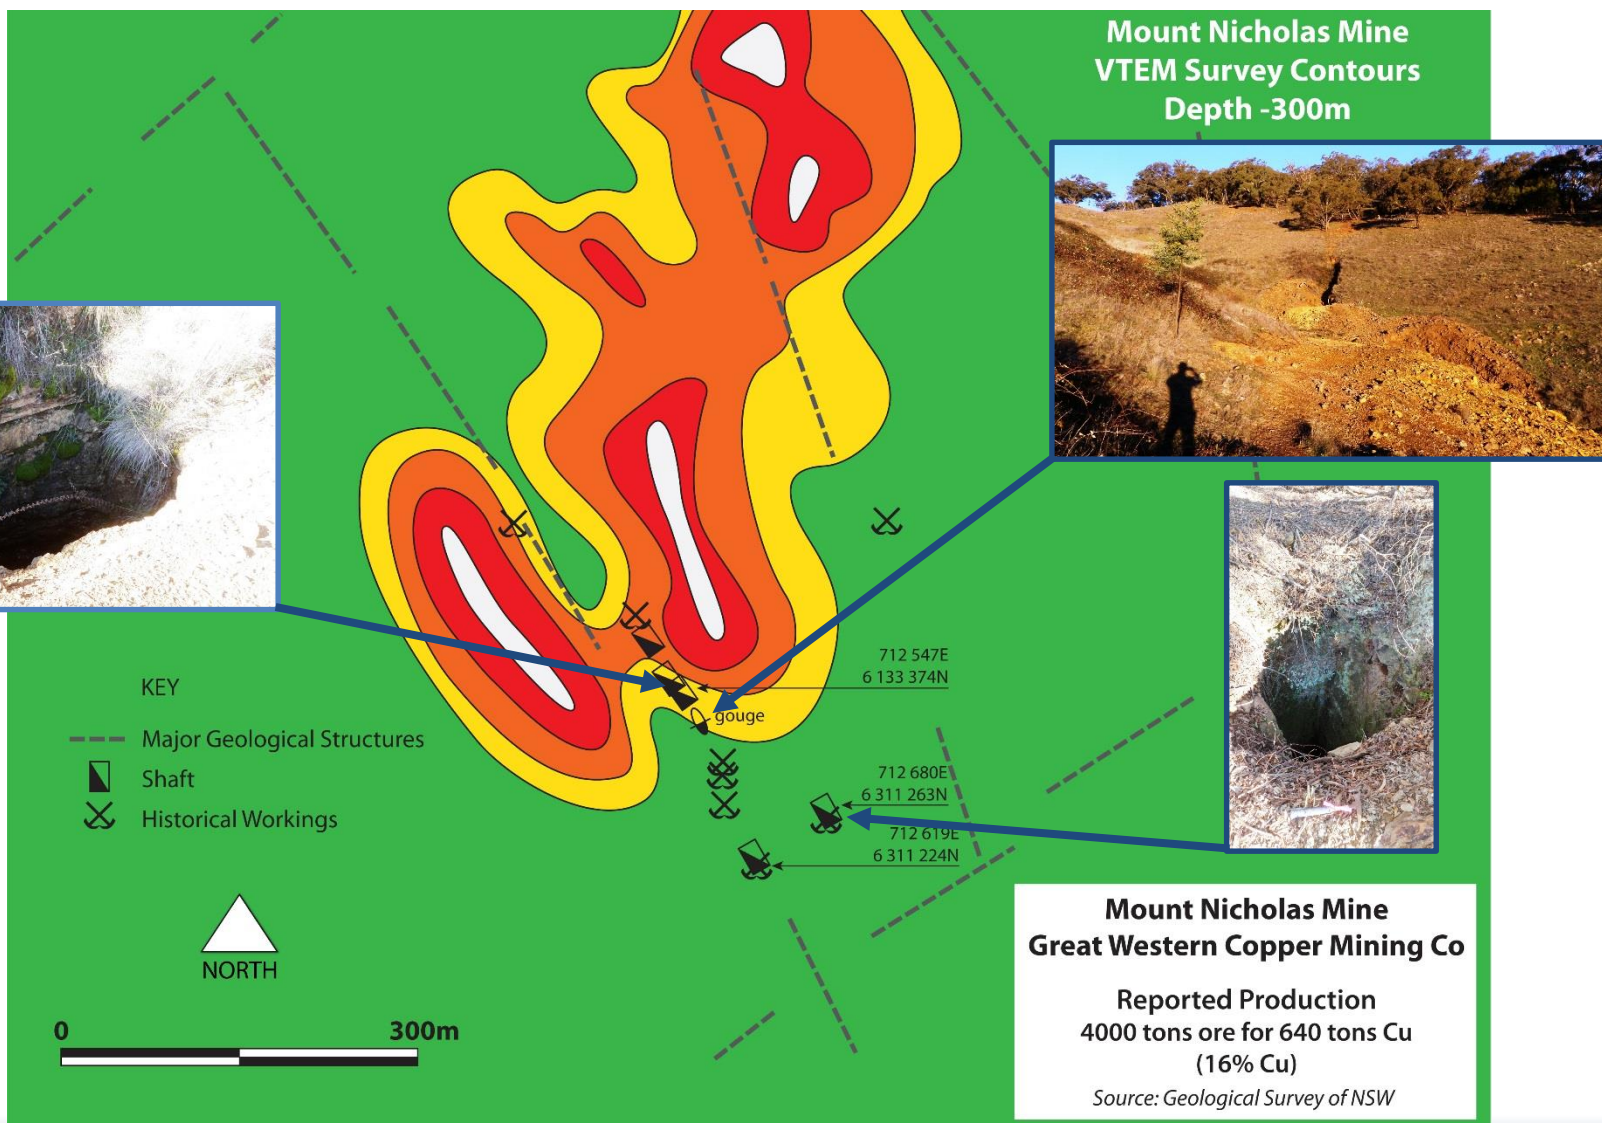 Mount Nicholas Mine
VTEM Survey Contours
Depth -300m
712 547E
6 133 374N
gouge
712 680E
6 311 263N
712 619E
6 311 224N
KEY
Major Geological Structures
Shaft
Historical Workings
NORTH
0 300m
Mount Nicholas Mine
Great Western Copper Mining Co
Reported Production
4000 tons ore for 640 tons Cu
(16% Cu)
Source: Geological Survey of NSW